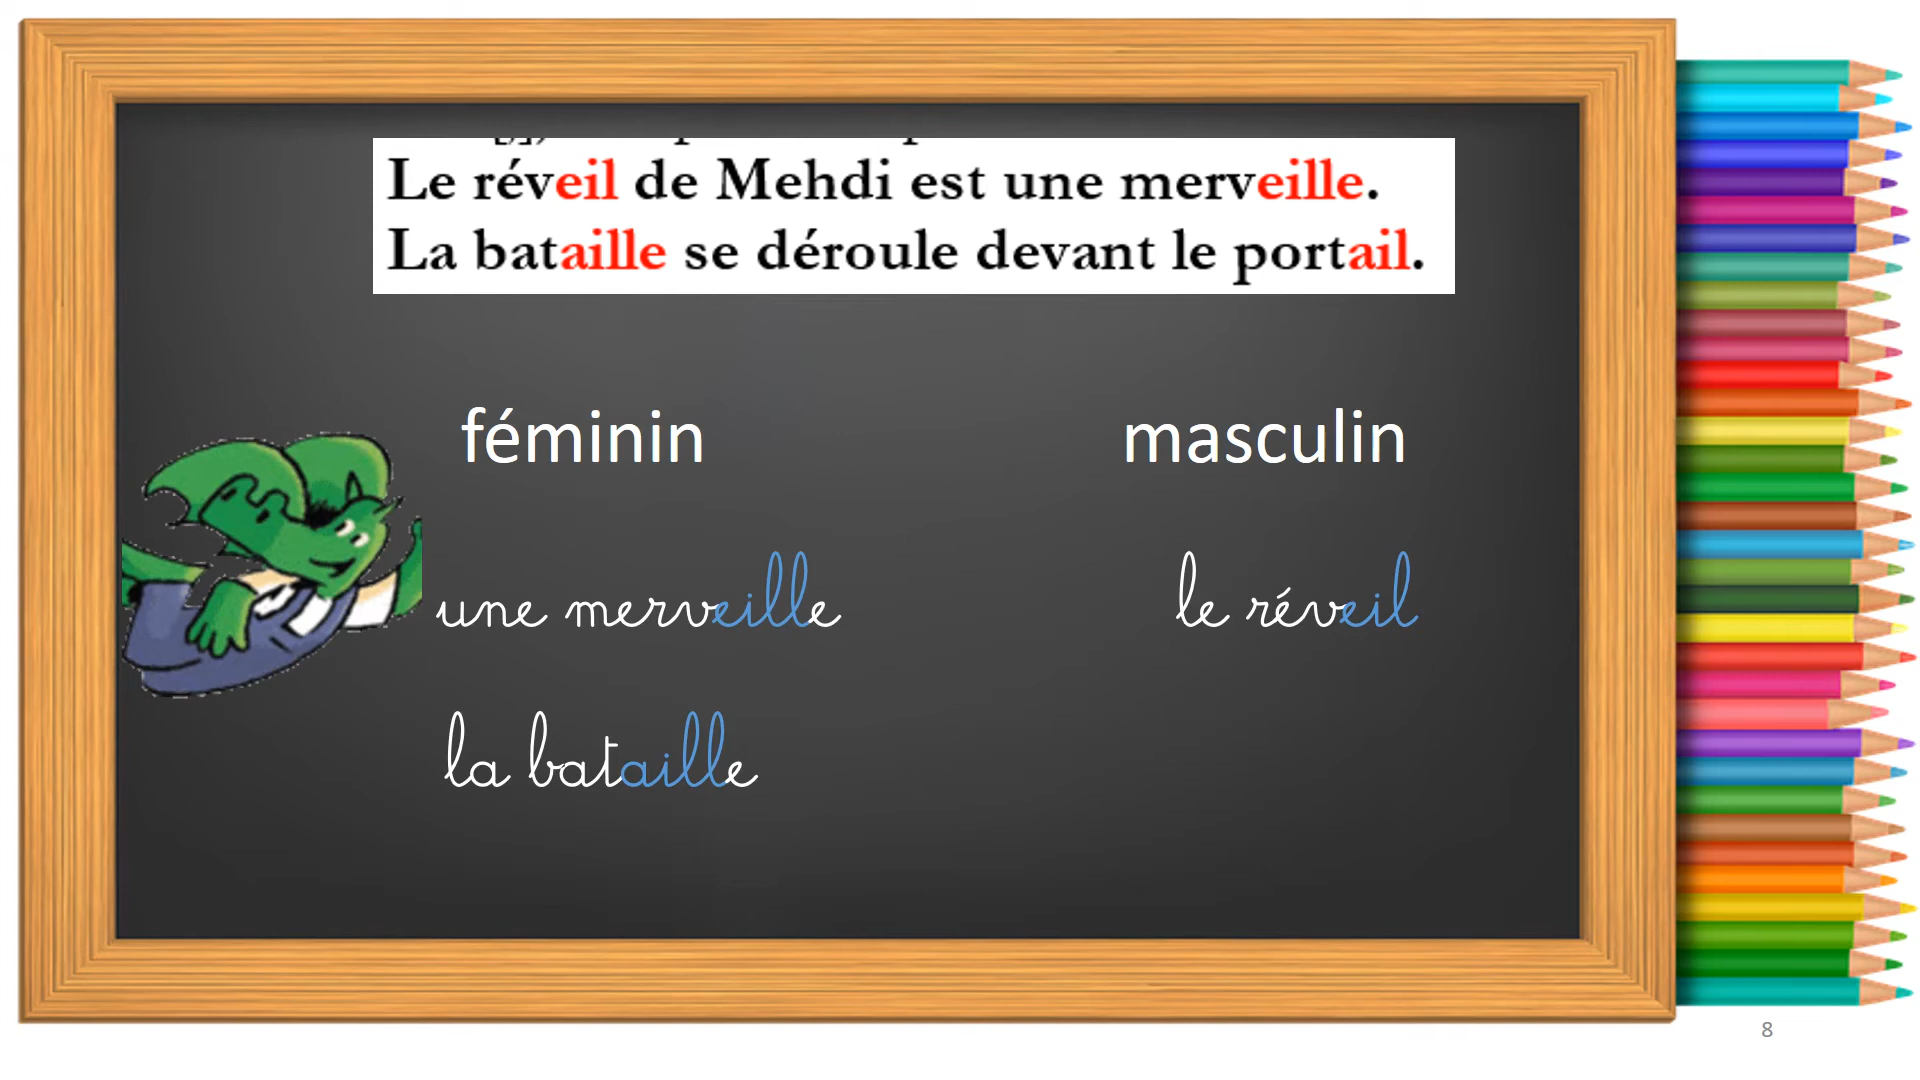 Le réveil de Mehdi est une merveille.
La bataille se déroule devant le portail.
féminin
masculin
une merveille
le réveil
la bataille
8